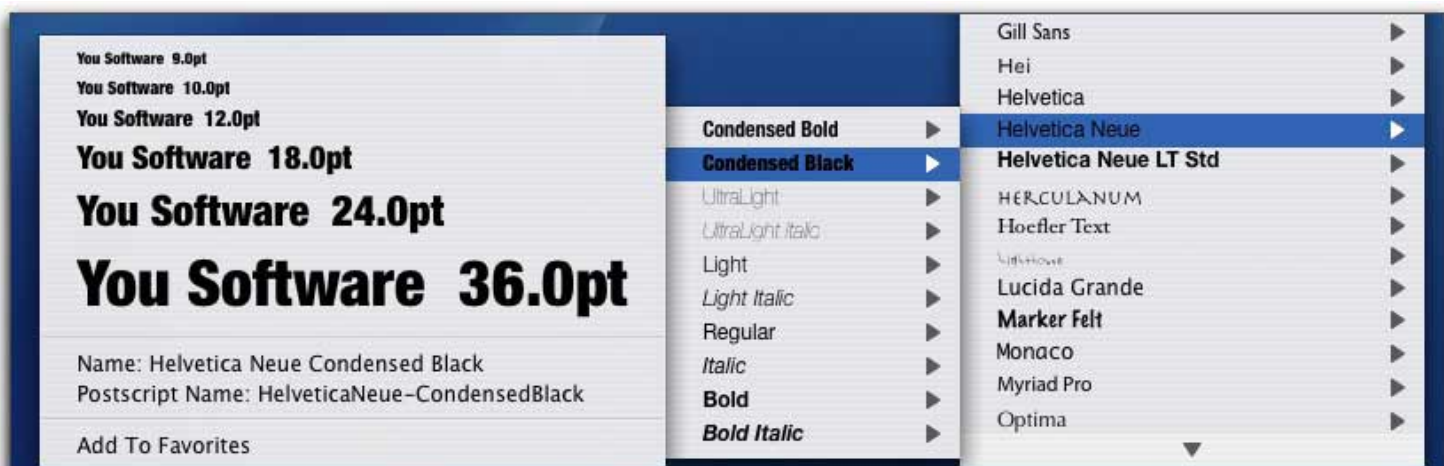 You Software 9.0pt
You Software 10.0pt
You Software 12.0pt
You Software 18.0pt
You Software 24.0pt
You Software 36.0pt
Name: Helvetica Neue Condensed Black
Postscript Name: HelveticaNeue-CondensedBlack
Add To Favorites
Condensed Bold
Condensed Black
UltraLight
UltraLight Italic
Light
Light Italic
Regular
Italic
Bold
Bold Italic
Gill Sans
Hei
Helvetica
Helvetica Neue
Helvetica Neue LT Std
HERCULANUM
Hoefler Text
Lucida Grande
Marker Felt
Monaco
Myriad Pro
Optima